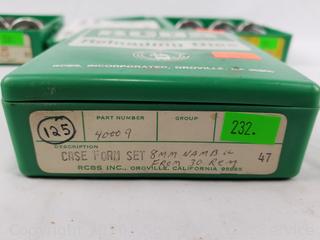 RCBS
Reloading Dies
RCBS, INCORPORATED, OROVILLE,
125
PART NUMBER
GROUP
40009
232.
DESCRIPTION
CASE FORM SET 8MM NAMBU
FROM 30 REM
47
RCBS INC., OROVILLE, CALIFORNIA 95965